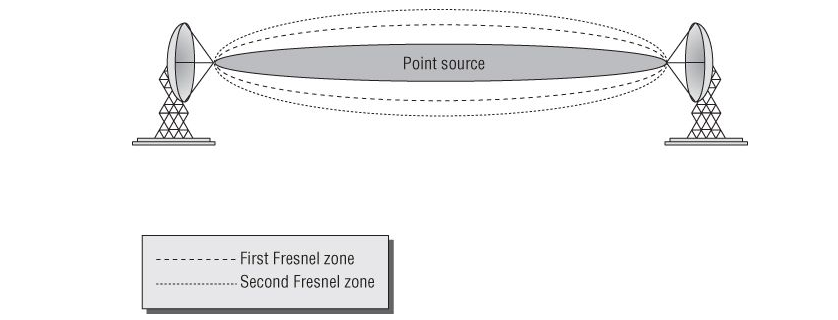 Point source
First Fresnel zone
Second Fresnel zone